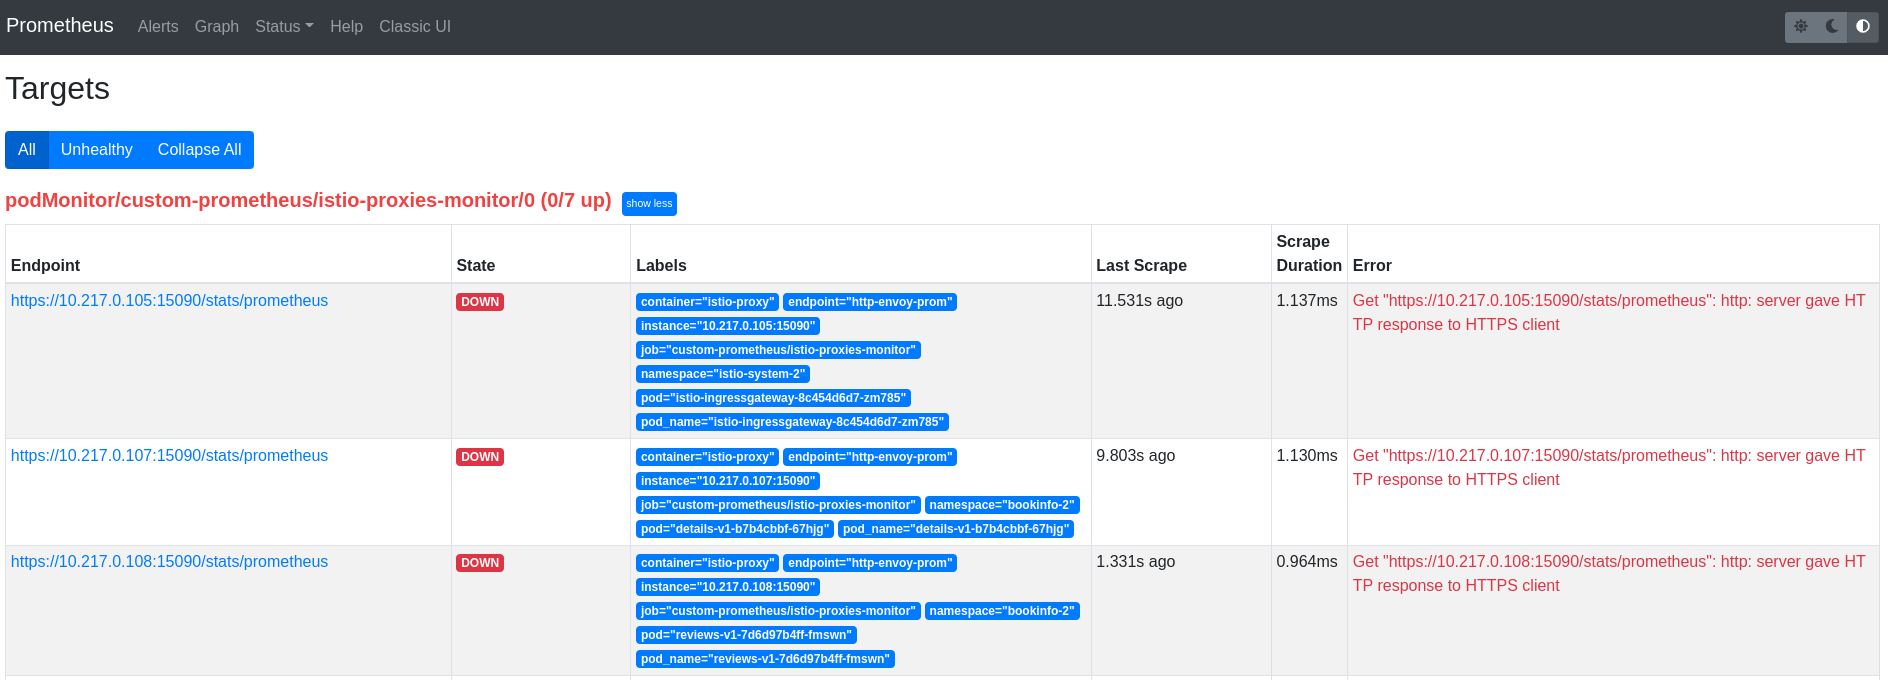 Prometheus Alerts Graph Status Help Classic UI
Targets
All Unhealthy Collapse All
podMonitor/custom-prometheus/istio-proxies-monitor/0 (0/7 up) show less
Endpoint State Labels Last Scrape Scrape Duration Error
https://10.217.0.105:15090/stats/prometheus DOWN container="istio-proxy" endpoint="http-envoy-prom" 11.531s ago 1.137ms Get "https://10.217.0.105:15090/stats/prometheus": http: server gave HT
instance="10.217.0.105:15090" TP response to HTTPS client
job="custom-prometheus/istio-proxies-monitor"
namespace="istio-system-2"
pod="istio-ingressgateway-8c454d6d7-zm785"
pod_name="istio-ingressgateway-8c454d6d7-zm785"
https://10.217.0.107:15090/stats/prometheus DOWN container="istio-proxy" endpoint="http-envoy-prom" 9.803s ago 1.130ms Get "https://10.217.0.107:15090/stats/prometheus": http: server gave HT
instance="10.217.0.107:15090" TP response to HTTPS client
job="custom-prometheus/istio-proxies-monitor" namespace="bookinfo-2"
pod="details-v1-b7b4cbbf-67hjg" pod_name="details-v1-b7b4cbbf-67hjg"
https://10.217.0.108:15090/stats/prometheus DOWN container="istio-proxy" endpoint="http-envoy-prom" 1.331s ago 0.964ms Get "https://10.217.0.108:15090/stats/prometheus": http: server gave HT
instance="10.217.0.108:15090" TP response to HTTPS client
job="custom-prometheus/istio-proxies-monitor" namespace="bookinfo-2"
pod="reviews-v1-7d6d97b4ff-fmswn"
pod_name="reviews-v1-7d6d97b4ff-fmswn"